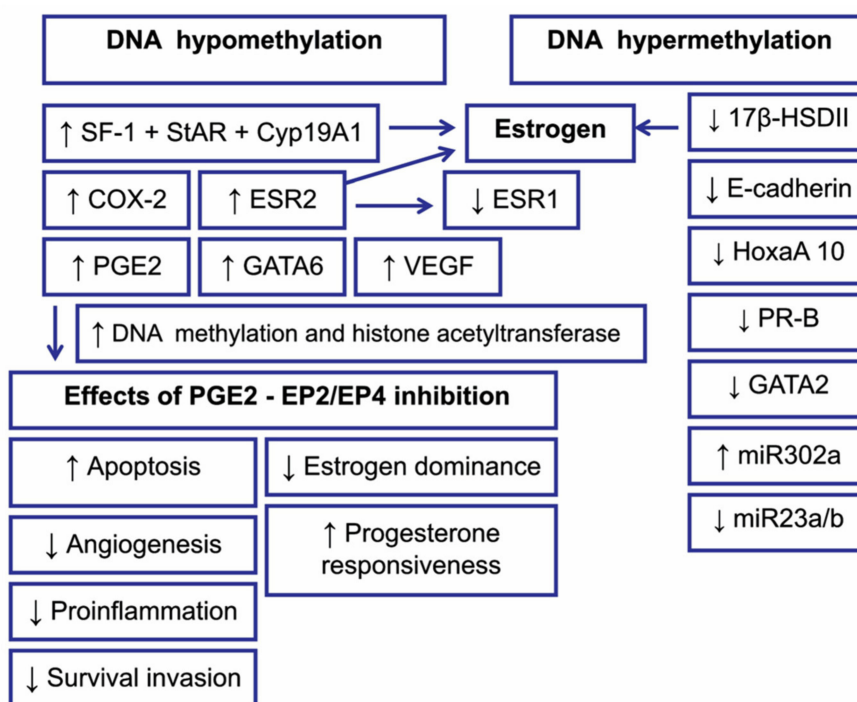 DNA hypomethylation
DNA hypermethylation
↑ SF-1 + StAR + Cyp19A1
Estrogen
↓ 17β-HSDII
↑ COX-2
↑ ESR2
↓ ESR1
↓ E-cadherin
↑ PGE2
↑ GATA6
↑ VEGF
↓ HoxaA 10
↑ DNA methylation and histone acetyltransferase
↓ PR-B
Effects of PGE2 - EP2/EP4 inhibition
↓ GATA2
↑ Apoptosis
↓ Estrogen dominance
↑ miR302a
↓ Angiogenesis
↑ Progesterone
responsiveness
↓ miR23a/b
↓ Proinflammation
↓ Survival invasion